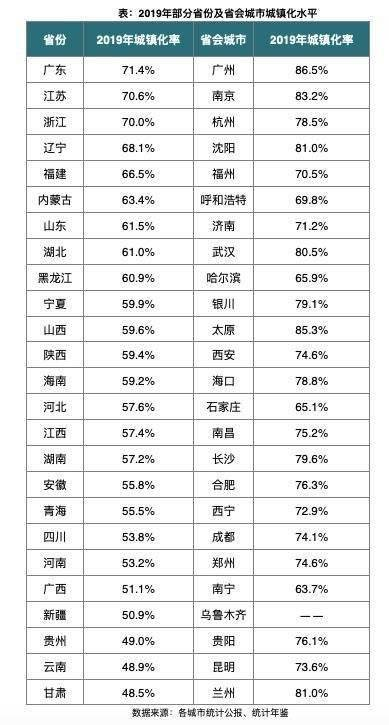 表：2019年部分省份及省会城市城镇化水平
省份 2019年城镇化率 省会城市 2019年城镇化率
广东 71.4% 广州 86.5%
江苏 70.6% 南京 83.2%
浙江 70.0% 杭州 78.5%
辽宁 68.1% 沈阳 81.0%
福建 66.5% 福州 70.5%
内蒙古 63.4% 呼和浩特 69.8%
山东 61.5% 济南 71.2%
湖北 61.0% 武汉 80.5%
黑龙江 60.9% 哈尔滨 65.9%
宁夏 59.9% 银川 79.1%
山西 59.6% 太原 85.3%
陕西 59.4% 西安 74.6%
海南 59.2% 海口 78.8%
河北 57.6% 石家庄 65.1%
江西 57.4% 南昌 75.2%
湖南 57.2% 长沙 79.6%
安徽 55.8% 合肥 76.3%
青海 55.5% 西宁 72.9%
四川 53.8% 成都 74.1%
河南 53.2% 郑州 74.6%
广西 51.1% 南宁 63.7%
新疆 50.9% 乌鲁木齐 ——
贵州 49.0% 贵阳 76.1%
云南 48.9% 昆明 73.6%
甘肃 48.5% 兰州 81.0%
数据来源：各城市统计公报、统计年鉴